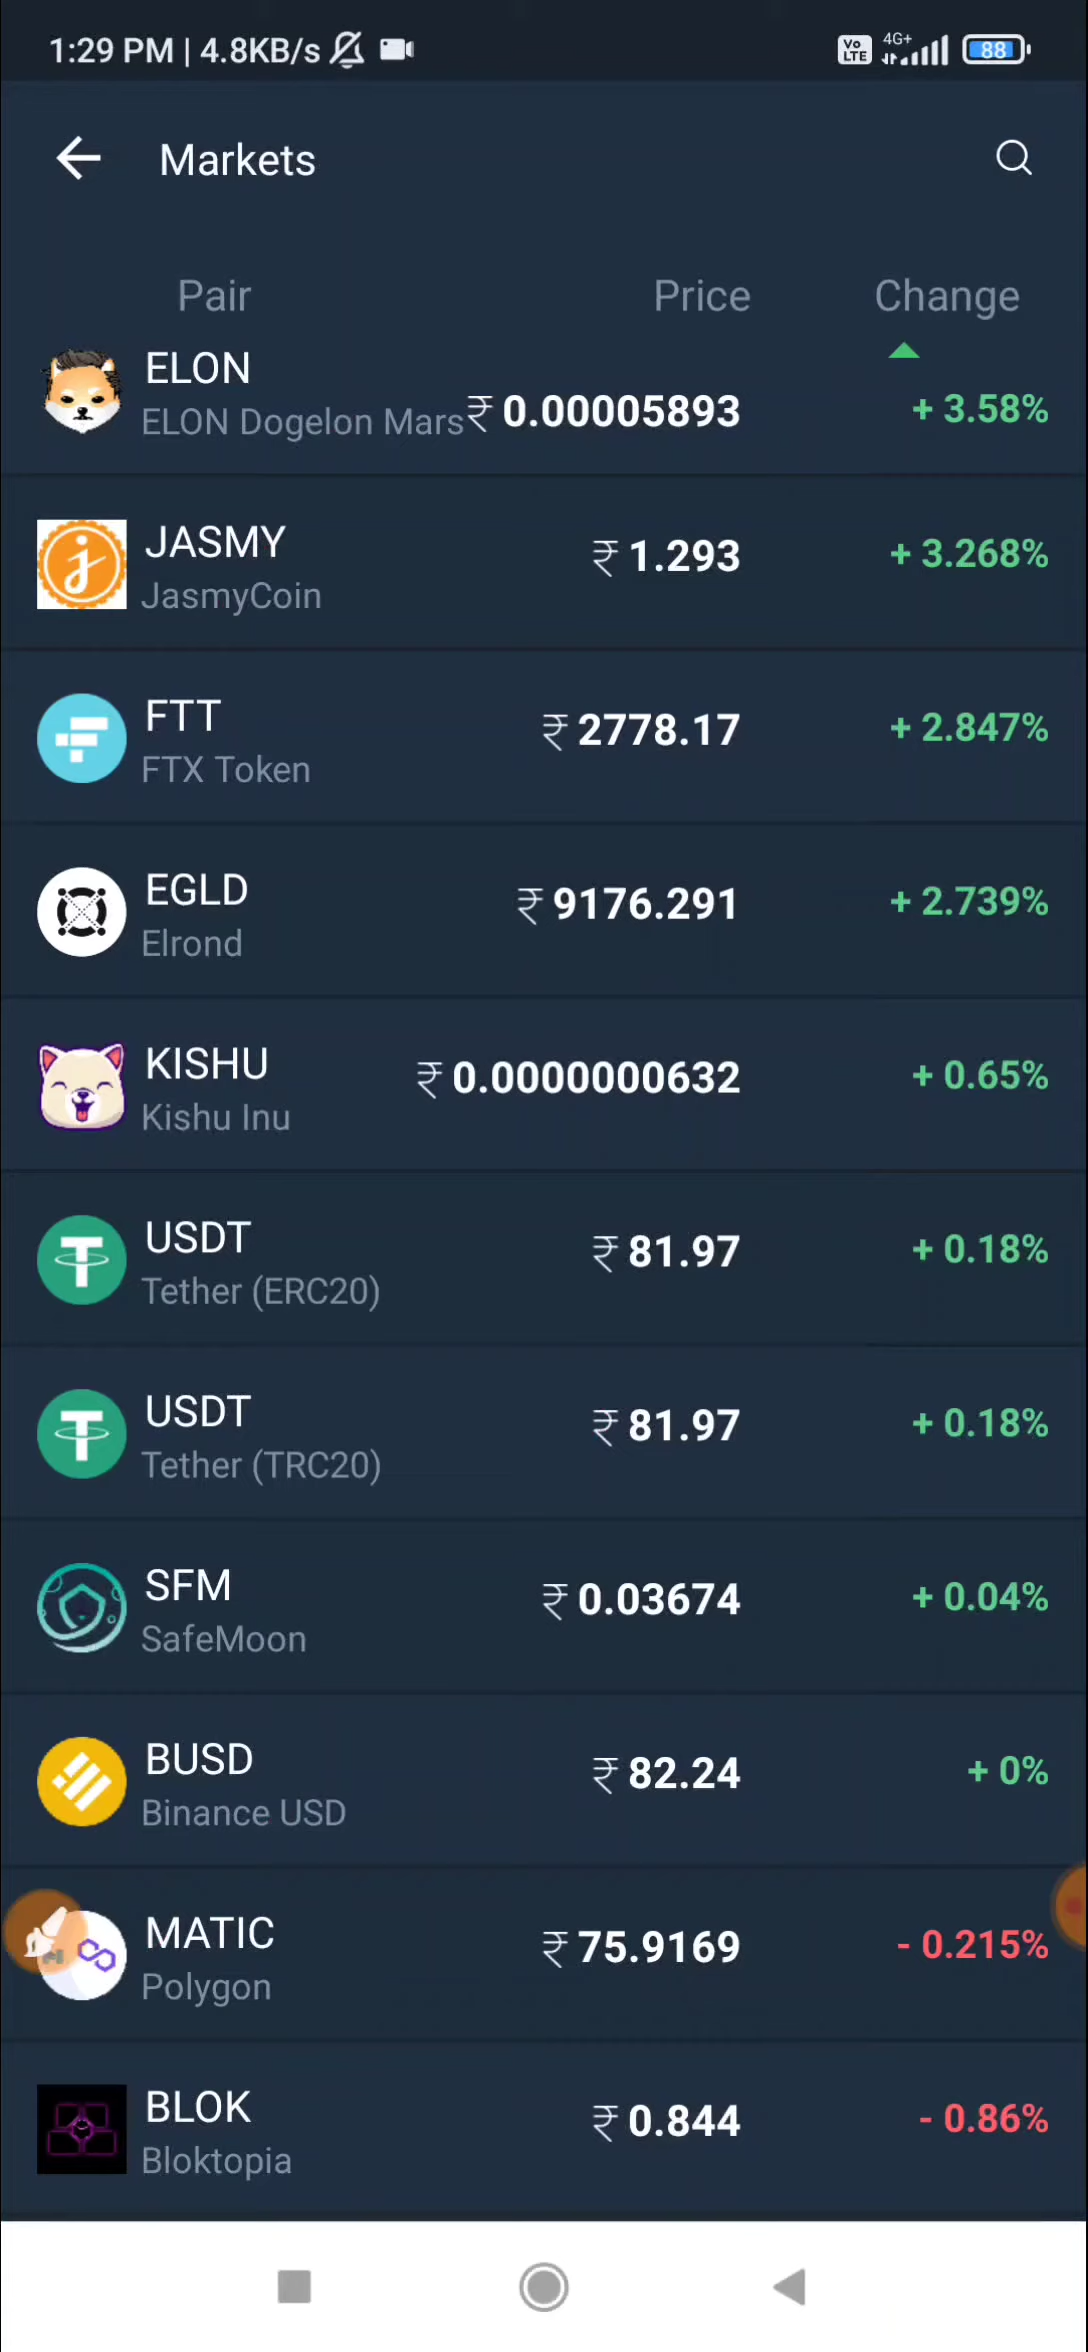 1:29 PM | 4.8KB/s
Vo LTE 4G+ 88
Markets
Pair Price Change
ELON
ELON Dogelon Mars ₹ 0.00005893 + 3.58%
JASMY
JasmyCoin ₹ 1.293 + 3.268%
FTT
FTX Token ₹ 2778.17 + 2.847%
EGLD
Elrond ₹ 9176.291 + 2.739%
KISHU
Kishu Inu ₹ 0.0000000632 + 0.65%
USDT
Tether (ERC20) ₹ 81.97 + 0.18%
USDT
Tether (TRC20) ₹ 81.97 + 0.18%
SFM
SafeMoon ₹ 0.03674 + 0.04%
BUSD
Binance USD ₹ 82.24 + 0%
MATIC
Polygon ₹ 75.9169 - 0.215%
BLOK
Bloktopia ₹ 0.844 - 0.86%